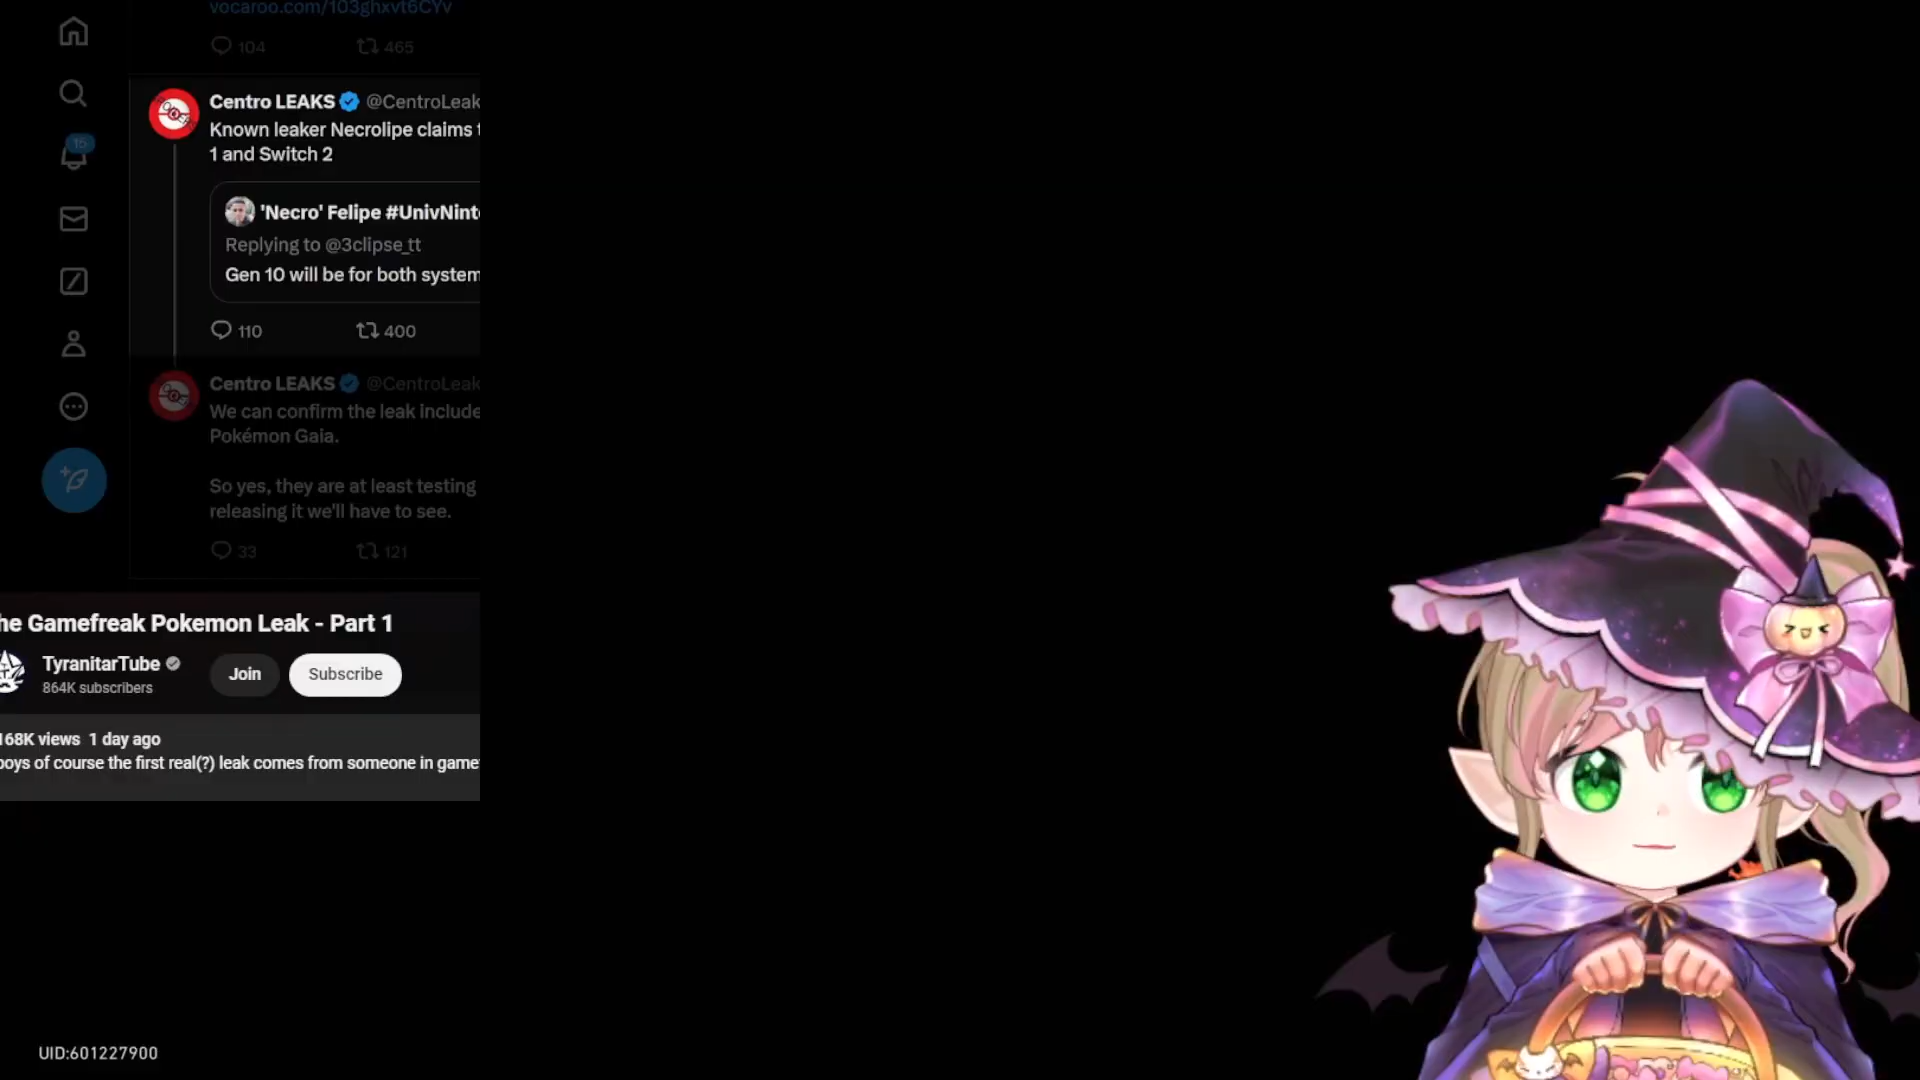 vocaroo.com/103ghxvt6CYv
104 465
Centro LEAKS @CentroLeak
Known leaker Necrolipe claims t
1 and Switch 2
'Necro' Felipe #UnivNint
Replying to @3clipse_tt
Gen 10 will be for both system
110 400
Centro LEAKS @CentroLeak
We can confirm the leak include
Pokémon Gaia.
So yes, they are at least testing
releasing it we'll have to see.
33 121
he Gamefreak Pokemon Leak - Part 1
TyranitarTube
864K subscribers
Join
Subscribe
168K views 1 day ago
boys of course the first real(?) leak comes from someone in game
UID:601227900